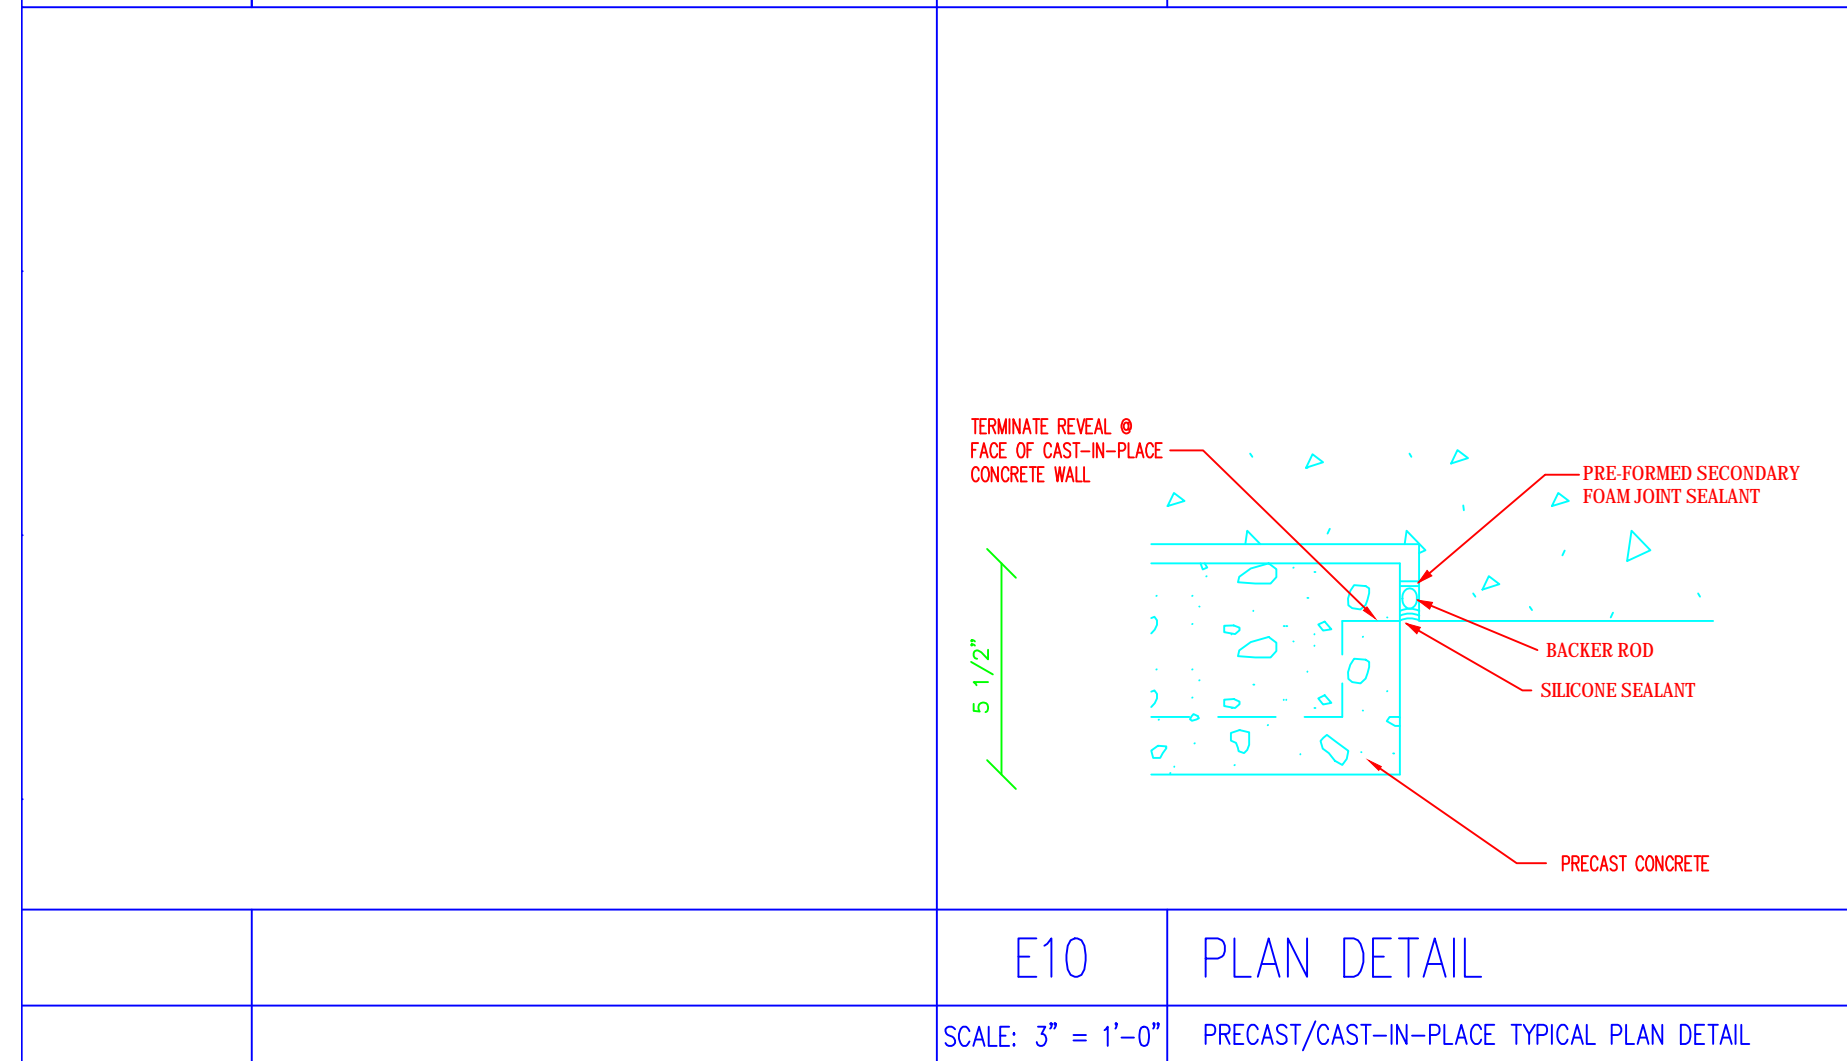 TERMINATE REVEAL @
FACE OF CAST-IN-PLACE
CONCRETE WALL
PRE-FORMED SECONDARY
FOAM JOINT SEALANT
5 1/2"
BACKER ROD
SILICONE SEALANT
PRECAST CONCRETE
E10
PLAN DETAIL
SCALE: 3" = 1'-0"
PRECAST/CAST-IN-PLACE TYPICAL PLAN DETAIL